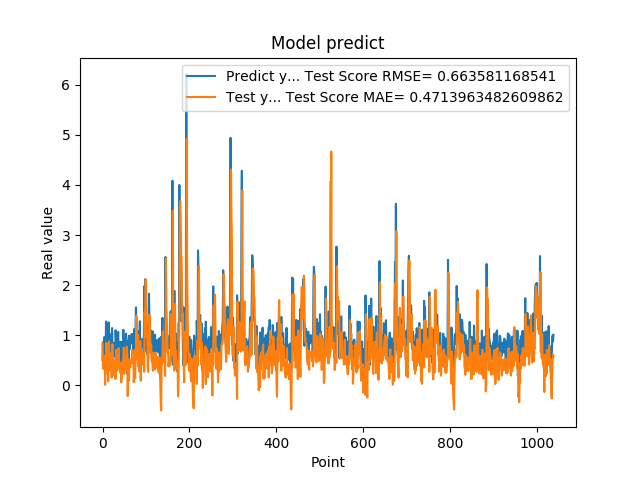 Model predict
Predict y... Test Score RMSE= 0.663581168541
Test y... Test Score MAE= 0.4713963482609862
Real value
6
5
4
3
2
1
0
0 200 400 600 800 1000
Point